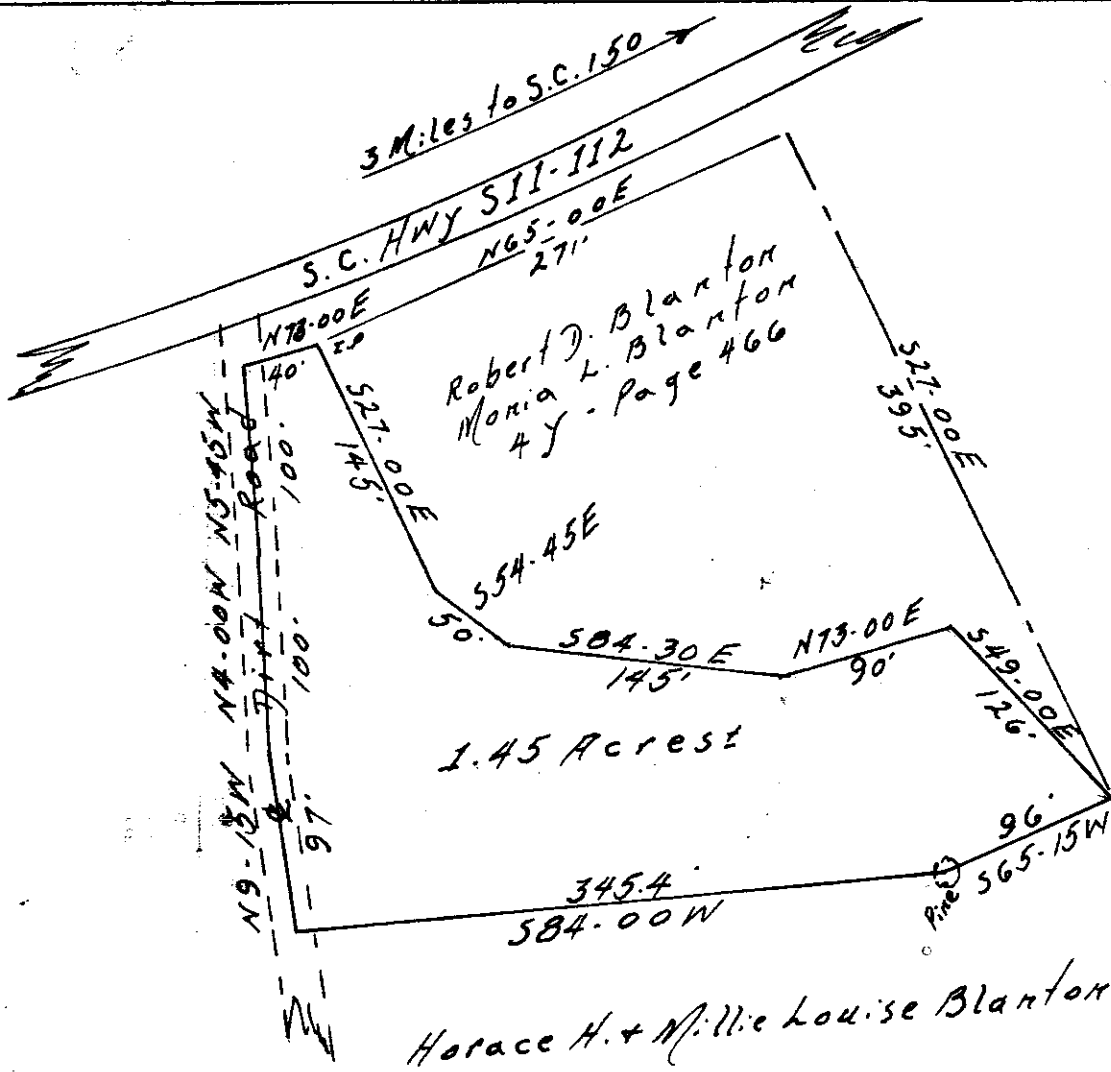 3 Miles to S.C. 150
S.C. HWY S11-112
N65-00E
271'
N73-00E
40'
IP
Robert D. Blanton
Monia L. Blanton
4Y - Page 466
S27-00E
395'
S27-00E
145'
S54-45E
50'
S84-30E
145'
N73-00E
90'
S49-00E
126'
N5-45W
100'
N4-00W
100'
Dirt Road
N9-15W
97'
1.45 Acres±
96'
S65-15W
Pine
345.4
S84-00W
Horace H. + Millie Louise Blanton